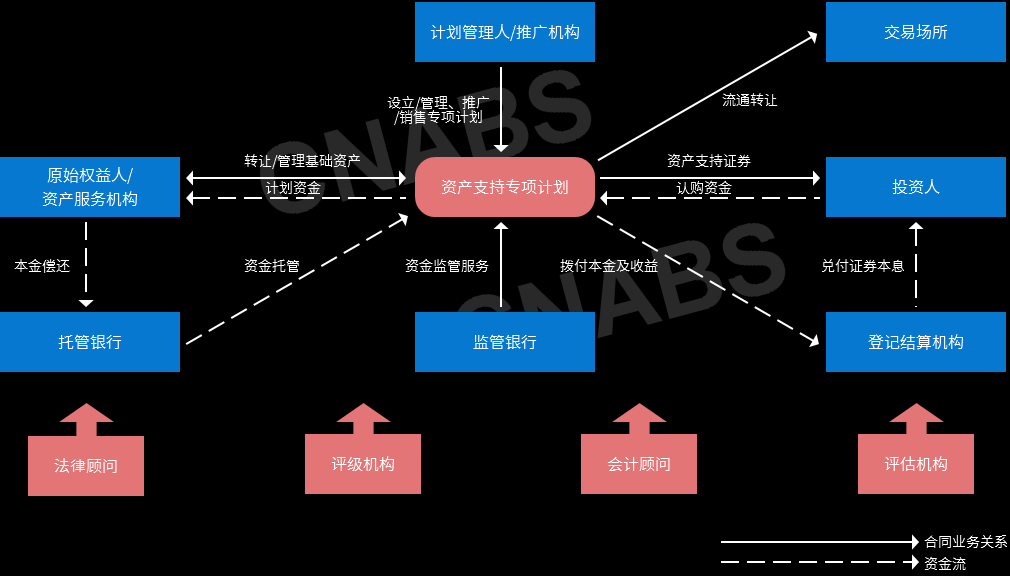 计划管理人/推广机构
交易场所
设立/管理、推广
/销售专项计划
流通转让
CNABS
原始权益人/
资产服务机构
转让/管理基础资产
计划资金
资产支持专项计划
资产支持证券
认购资金
投资人
本金偿还
资金托管
资金监管服务
拨付本金及收益
兑付证券本息
CNABS
托管银行
监管银行
登记结算机构
法律顾问
评级机构
会计顾问
评估机构
合同业务关系
资金流